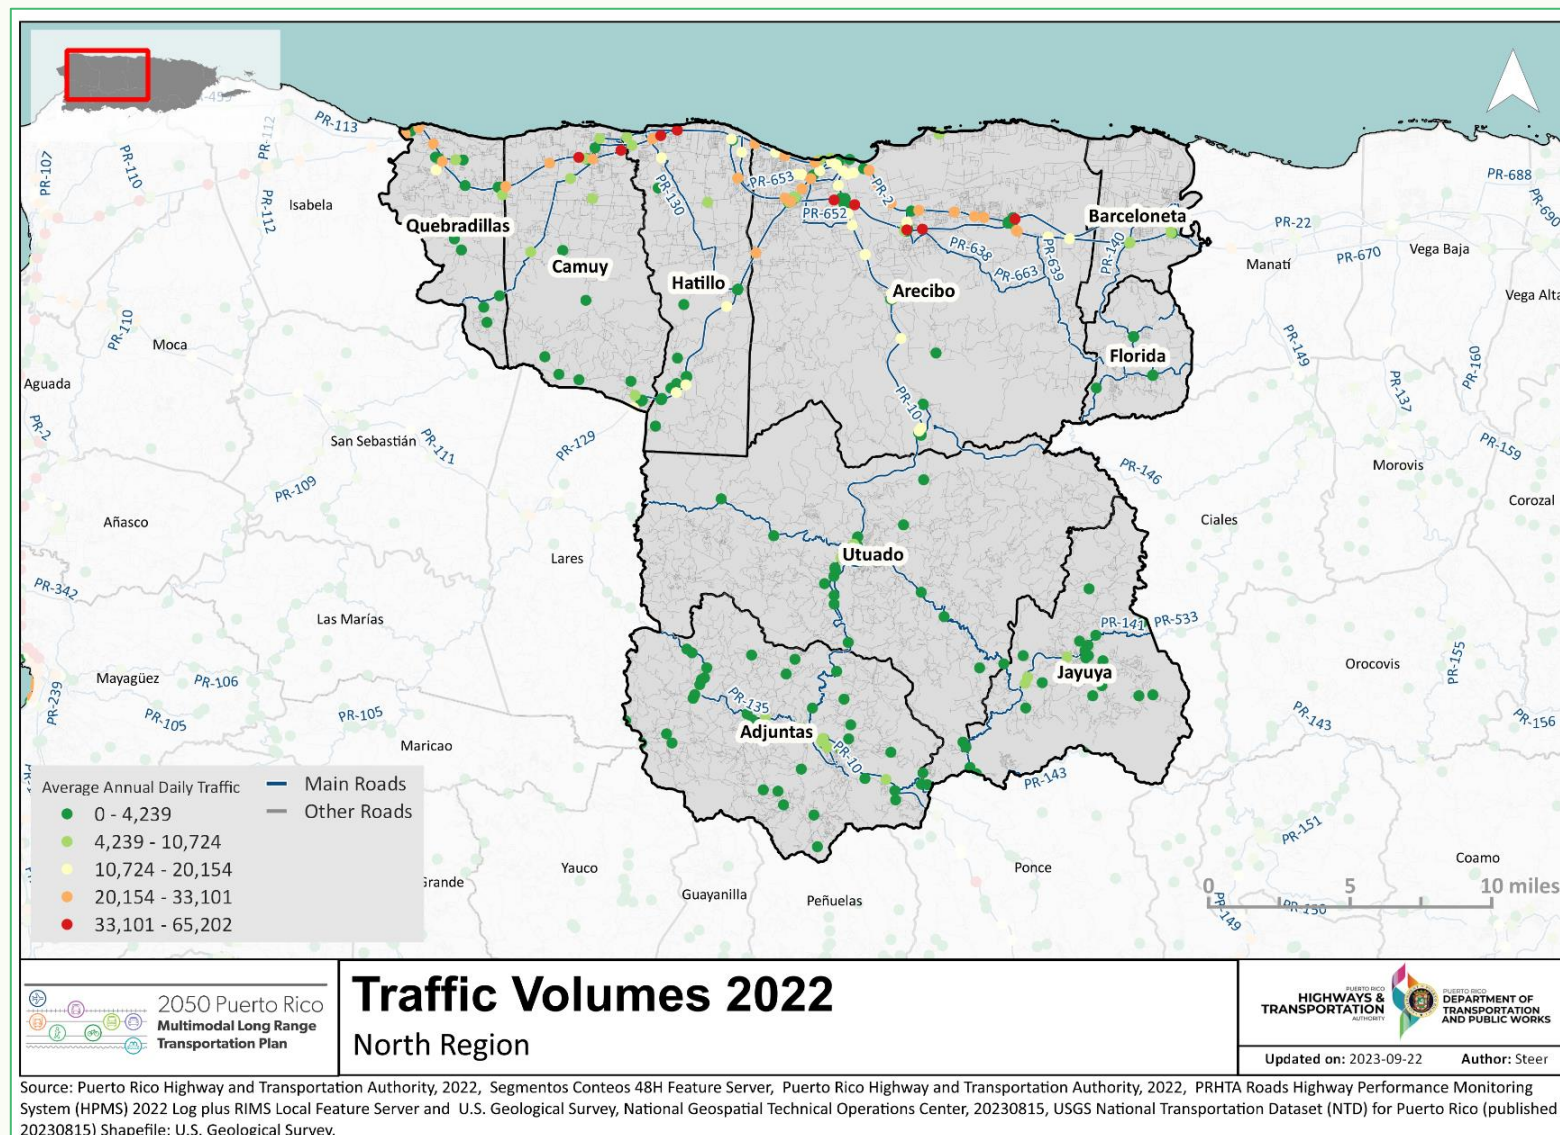 PR-459
PR-113
PR-112
PR-107
PR-110
PR-112
Isabela
PR-130
PR-653
PR-2
PR-652
PR-638
PR-663
PR-639
PR-140
PR-688
PR-690
PR-22
PR-670
Quebradillas
Camuy
Hatillo
Arecibo
Barceloneta
Manatí
Vega Baja
Vega Alta
PR-110
Moca
Aguada
PR-2
Florida
PR-149
PR-160
PR-137
PR-10
San Sebastián
PR-111
PR-129
PR-109
PR-146
PR-159
Morovis
Corozal
Añasco
Ciales
Lares
Utuado
PR-342
Las Marías
PR-141
PR-533
Orocovis
PR-155
Mayagüez
PR-106
PR-239
PR-105
PR-105
Maricao
PR-135
Adjuntas
PR-10
Jayuya
PR-143
PR-143
PR-156
PR-151
Coamo
Yauco
Grande
Guayanilla
Peñuelas
Ponce
PR-149
PR-150
0 5 10 miles
Average Annual Daily Traffic
0 - 4,239
4,239 - 10,724
10,724 - 20,154
20,154 - 33,101
33,101 - 65,202
Main Roads
Other Roads
2050 Puerto Rico
Multimodal Long Range
Transportation Plan
Traffic Volumes 2022
North Region
PUERTO RICO
HIGHWAYS &
TRANSPORTATION
AUTHORITY
PUERTO RICO
DEPARTMENT OF
TRANSPORTATION
AND PUBLIC WORKS
Updated on: 2023-09-22 Author: Steer
Source: Puerto Rico Highway and Transportation Authority, 2022, Segmentos Conteos 48H Feature Server, Puerto Rico Highway and Transportation Authority, 2022, PRHTA Roads Highway Performance Monitoring
System (HPMS) 2022 Log plus RIMS Local Feature Server and U.S. Geological Survey, National Geospatial Technical Operations Center, 20230815, USGS National Transportation Dataset (NTD) for Puerto Rico (published
20230815) Shapefile: U.S. Geological Survey.